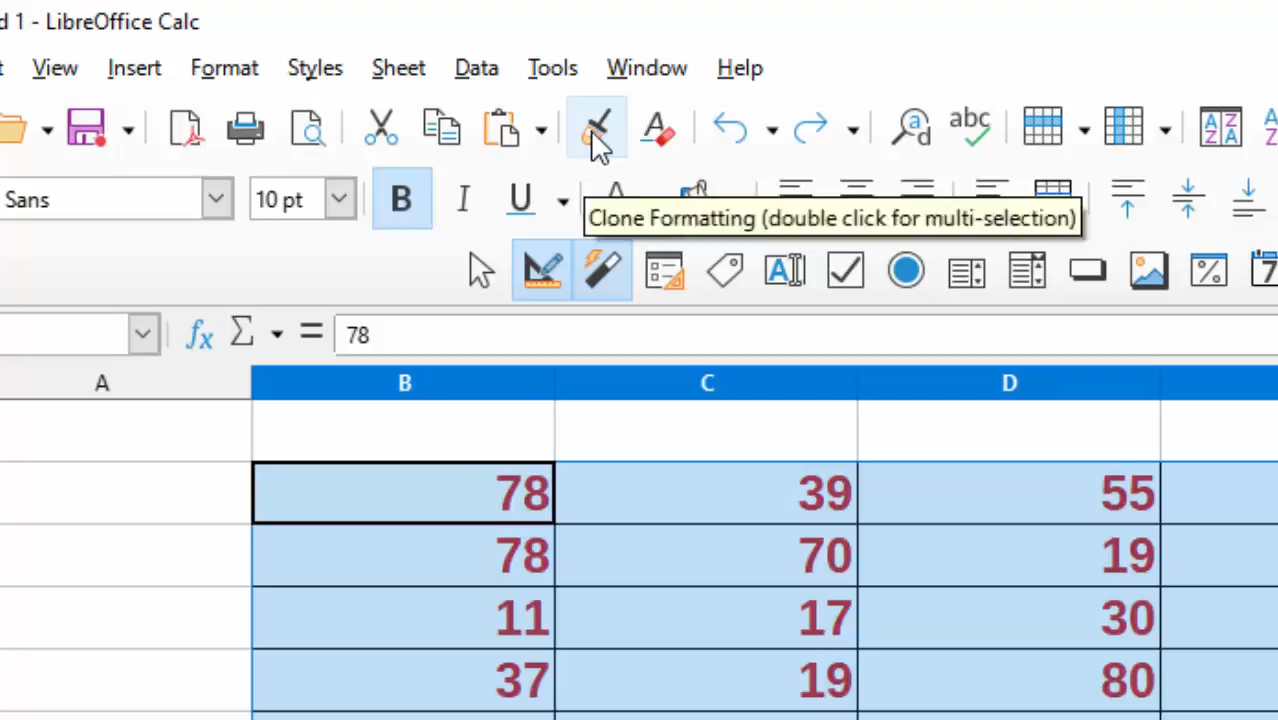 d 1 - LibreOffice Calc
t View Insert Format Styles Sheet Data Tools Window Help
abc
Sans 10 pt B I U
Clone Formatting (double click for multi-selection)
fx Σ = 78
A B C D
78 39 55
78 70 19
11 17 30
37 19 80